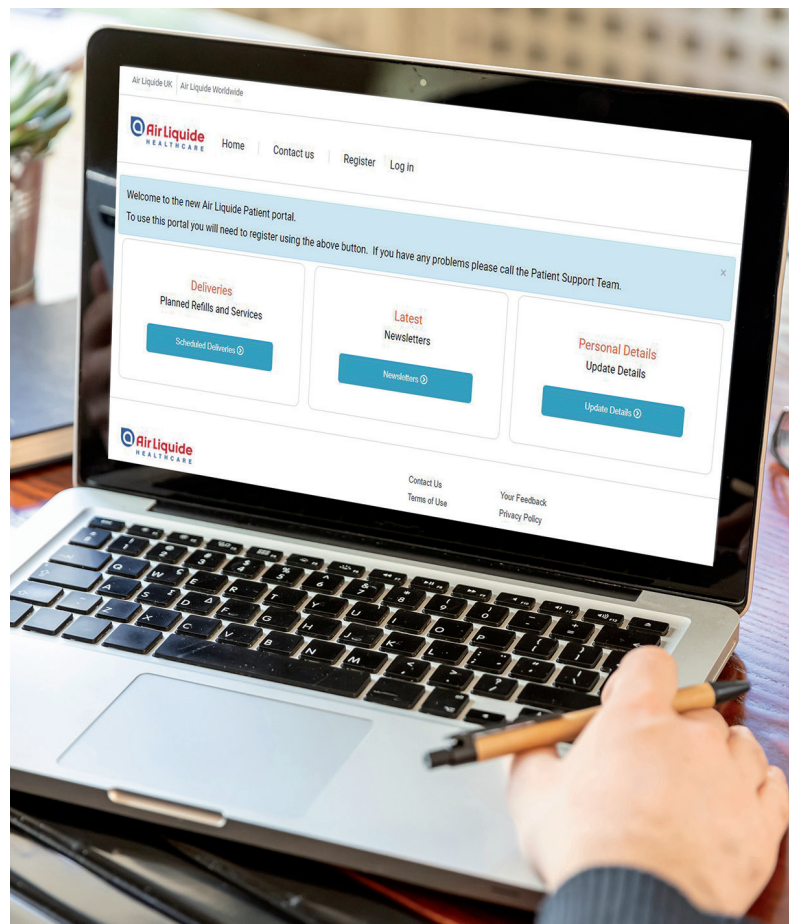 Air Liquide UK | Air Liquide Worldwide
Air Liquide
HEALTHCARE
Home | Contact us | Register Log in
Welcome to the new Air Liquide Patient portal.
To use this portal you will need to register using the above button. If you have any problems please call the Patient Support Team.
x
Deliveries
Planned Refills and Services
Scheduled Deliveries
Latest
Newsletters
Newsletters
Personal Details
Update Details
Update Details
Air Liquide
HEALTHCARE
Contact Us
Terms of Use
Your Feedback
Privacy Policy